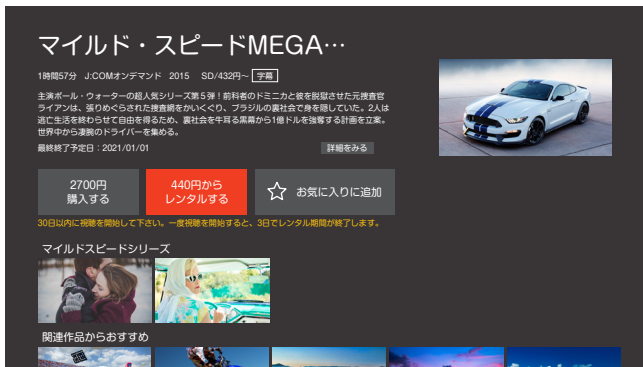 マイルド・スピードMEGA…
1時間57分 J:COMオンデマンド 2015 SD/432円〜 字幕
主演ポール・ウォーターの超人気シリーズ第5弾！前科者のドミニカと彼を脱獄させた元捜査官
ライアンは、張りめぐらされた捜査網をかいくぐり、ブラジルの裏社会で身を隠していた。2人は
逃亡生活を終わらせて自由を得るため、裏社会を牛耳る黒幕から1億ドルを強奪する計画を立案。
世界中から凄腕のドライバーを集める。
最終終了予定日：2021/01/01
詳細をみる
2700円
購入する
440円から
レンタルする
お気に入りに追加
30日以内に視聴を開始して下さい。一度視聴を開始すると、3日でレンタル期間が終了します。
マイルドスピードシリーズ
関連作品からおすすめ